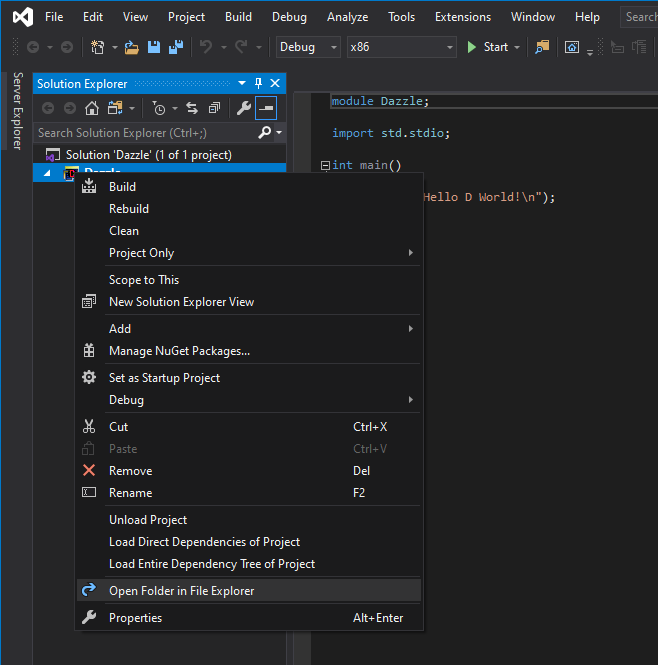 File Edit View Project Build Debug Analyze Tools Extensions Window Help Search
Debug x86 Start
Server Explorer
Solution Explorer
Search Solution Explorer (Ctrl+;)
Solution 'Dazzle' (1 of 1 project)
Dazzle
module Dazzle;
import std.stdio;
int main()
Hello D World!\n");
Build
Rebuild
Clean
Project Only
Scope to This
New Solution Explorer View
Add
Manage NuGet Packages...
Set as Startup Project
Debug
Cut Ctrl+X
Paste Ctrl+V
Remove Del
Rename F2
Unload Project
Load Direct Dependencies of Project
Load Entire Dependency Tree of Project
Open Folder in File Explorer
Properties Alt+Enter